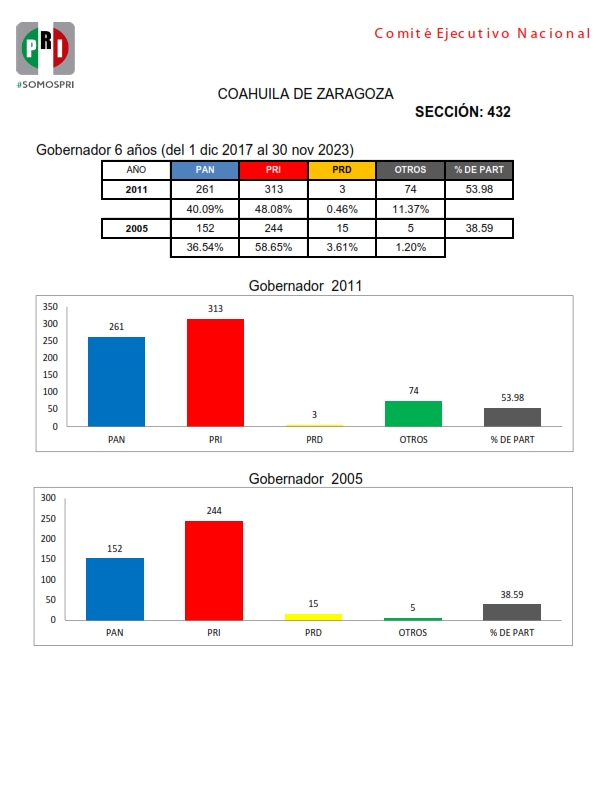 Comité Ejecutivo Nacional
PRI
#SOMOSPRI
COAHUILA DE ZARAGOZA
SECCIÓN: 432
Gobernador 6 años (del 1 dic 2017 al 30 nov 2023)
AÑO PAN PRI PRD OTROS % DE PART
2011 261 313 3 74 53.98
40.09% 48.08% 0.46% 11.37%
2005 152 244 15 5 38.59
36.54% 58.65% 3.61% 1.20%
Gobernador 2011
350
300
250
200
150
100
50
0
261 313 3 74 53.98
PAN PRI PRD OTROS % DE PART
Gobernador 2005
300
250
200
150
100
50
0
152 244 15 5 38.59
PAN PRI PRD OTROS % DE PART